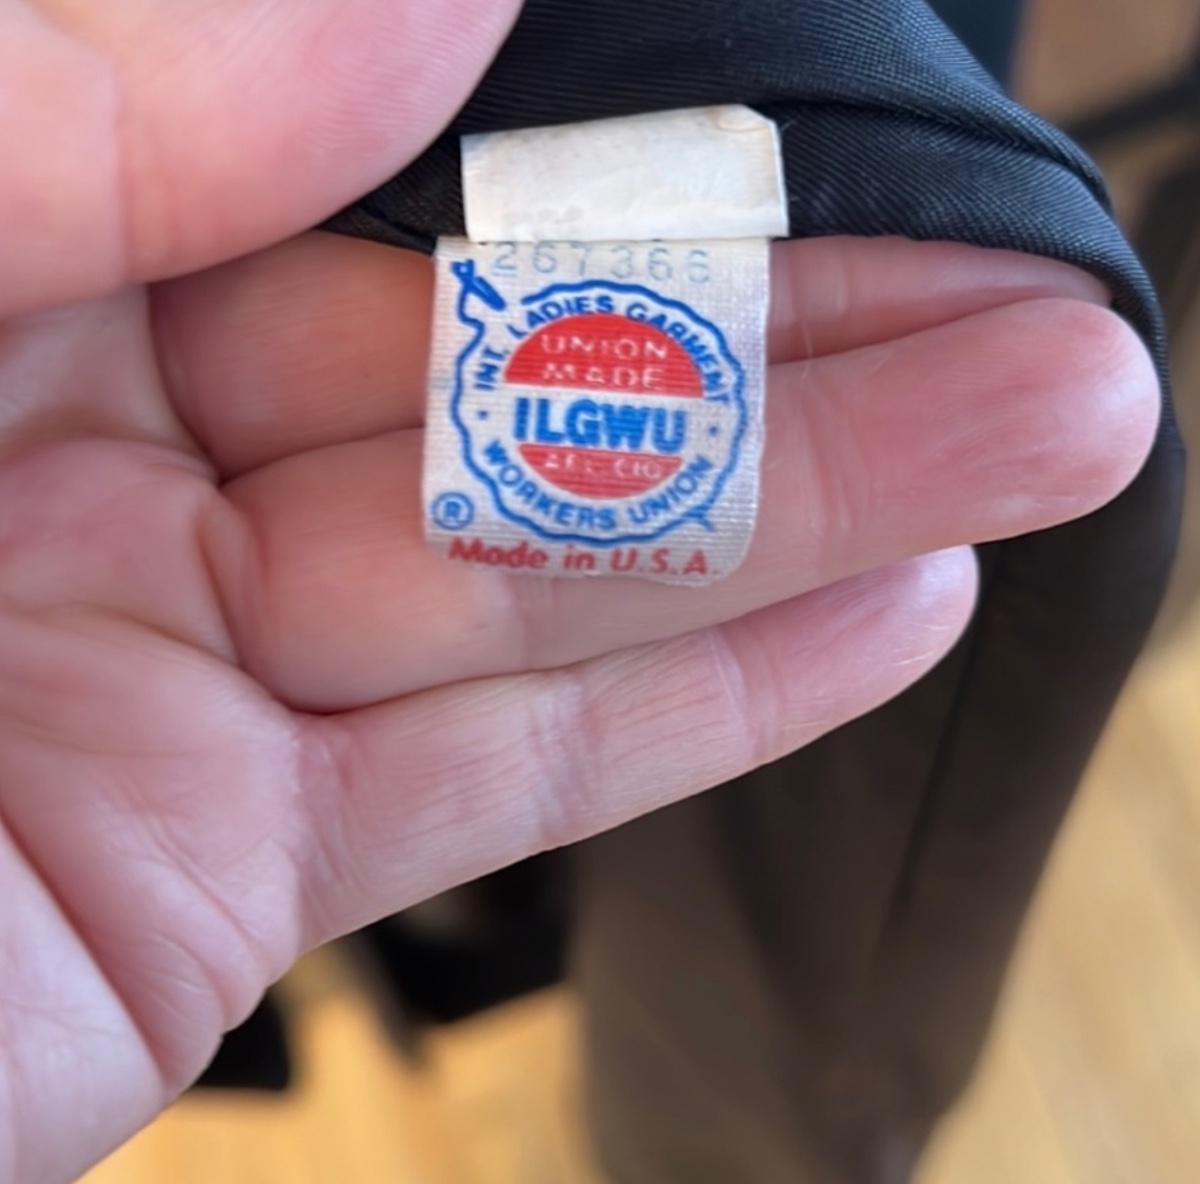 267366
INT. LADIES GARMENT
UNION
MADE
ILGWU
AFL-CIO
WORKERS UNION
®
Made in U.S.A.